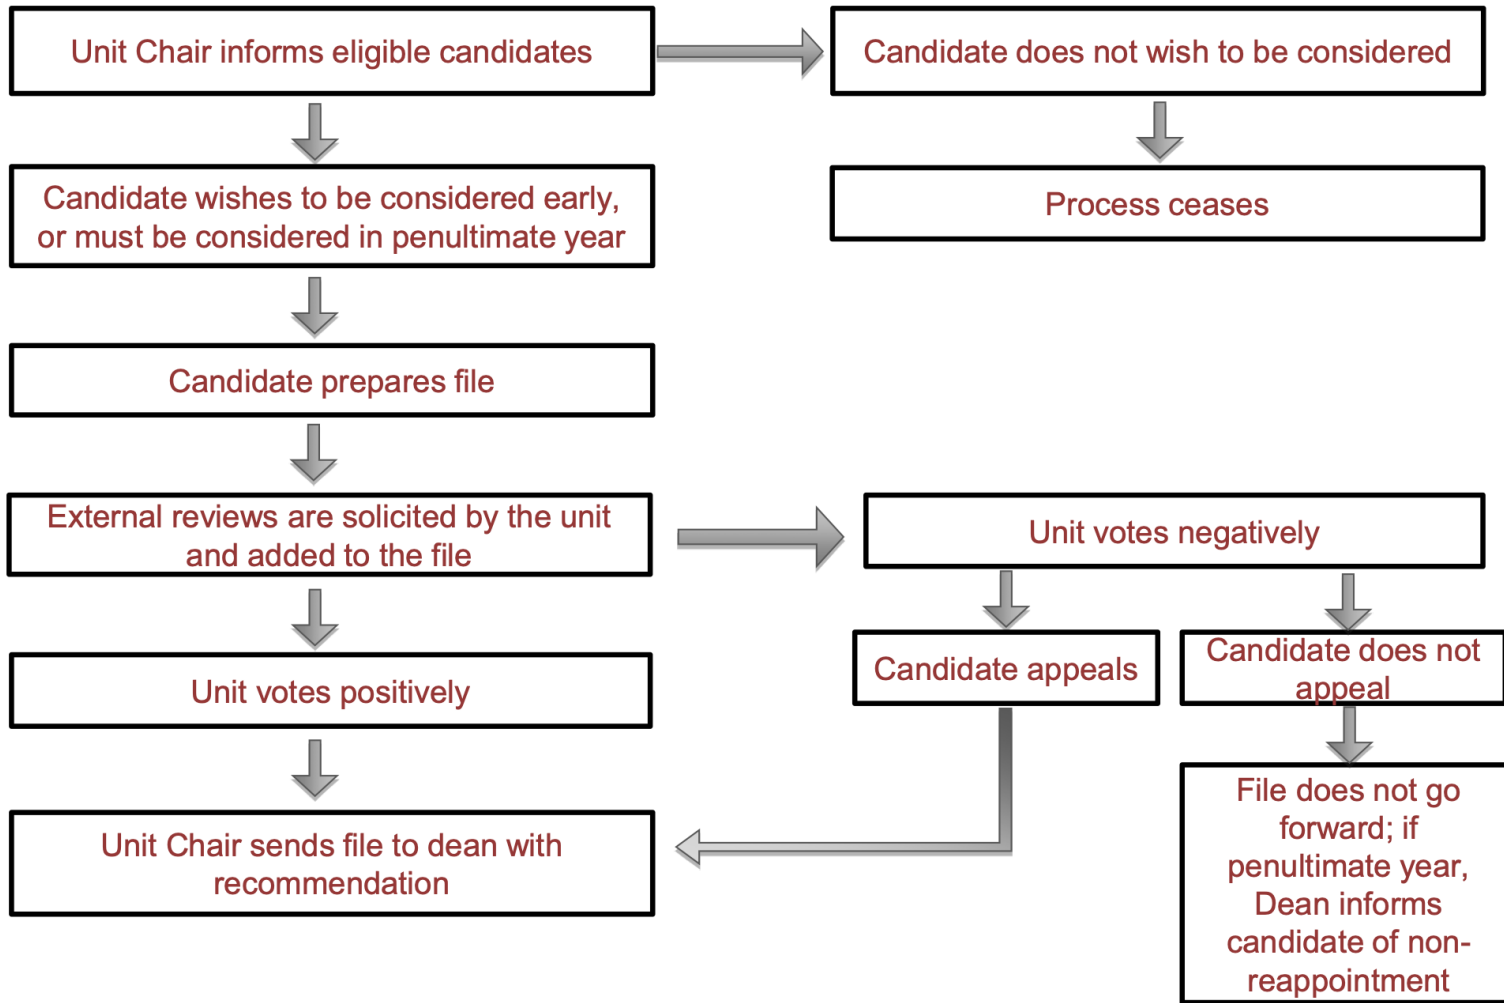 Unit Chair informs eligible candidates
Candidate does not wish to be considered
Candidate wishes to be considered early,
or must be considered in penultimate year
Process ceases
Candidate prepares file
External reviews are solicited by the unit
and added to the file
Unit votes negatively
Unit votes positively
Candidate appeals
Candidate does not
appeal
Unit Chair sends file to dean with
recommendation
File does not go
forward; if
penultimate year,
Dean informs
candidate of non-
reappointment